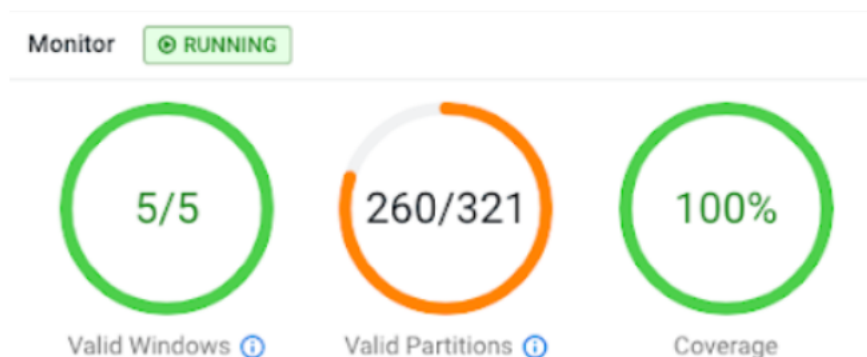 Monitor RUNNING
5/5 260/321 100%
Valid Windows Valid Partitions Coverage